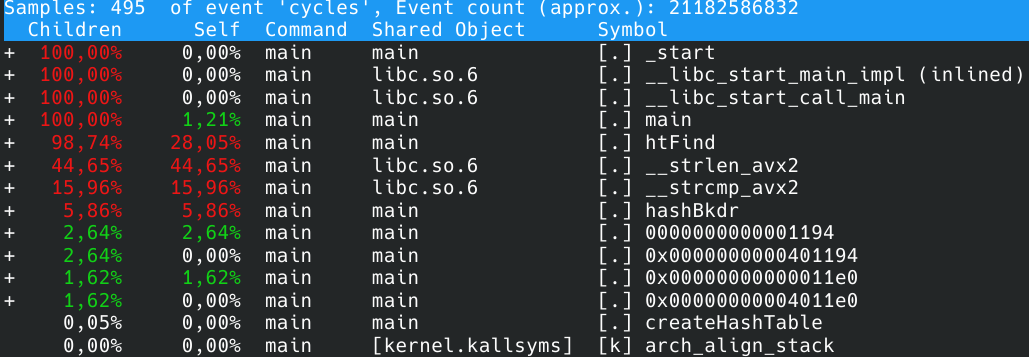 Samples: 495  of event 'cycles', Event count (approx.): 21182586832
  Children      Self  Command  Shared Object      Symbol
+  100,00%     0,00%  main     main               [.] _start
+  100,00%     0,00%  main     libc.so.6          [.] __libc_start_main_impl (inlined)
+  100,00%     0,00%  main     libc.so.6          [.] __libc_start_call_main
+  100,00%     1,21%  main     main               [.] main
+   98,74%    28,05%  main     main               [.] htFind
+   44,65%    44,65%  main     libc.so.6          [.] __strlen_avx2
+   15,96%    15,96%  main     libc.so.6          [.] __strcmp_avx2
+    5,86%     5,86%  main     main               [.] hashBkdr
+    2,64%     2,64%  main     main               [.] 0000000000001194
+    2,64%     0,00%  main     main               [.] 0x0000000000401194
+    1,62%     1,62%  main     main               [.] 0x00000000000011e0
+    1,62%     0,00%  main     main               [.] 0x00000000004011e0
     0,05%     0,00%  main     main               [.] createHashTable
     0,00%     0,00%  main     [kernel.kallsyms]  [k] arch_align_stack